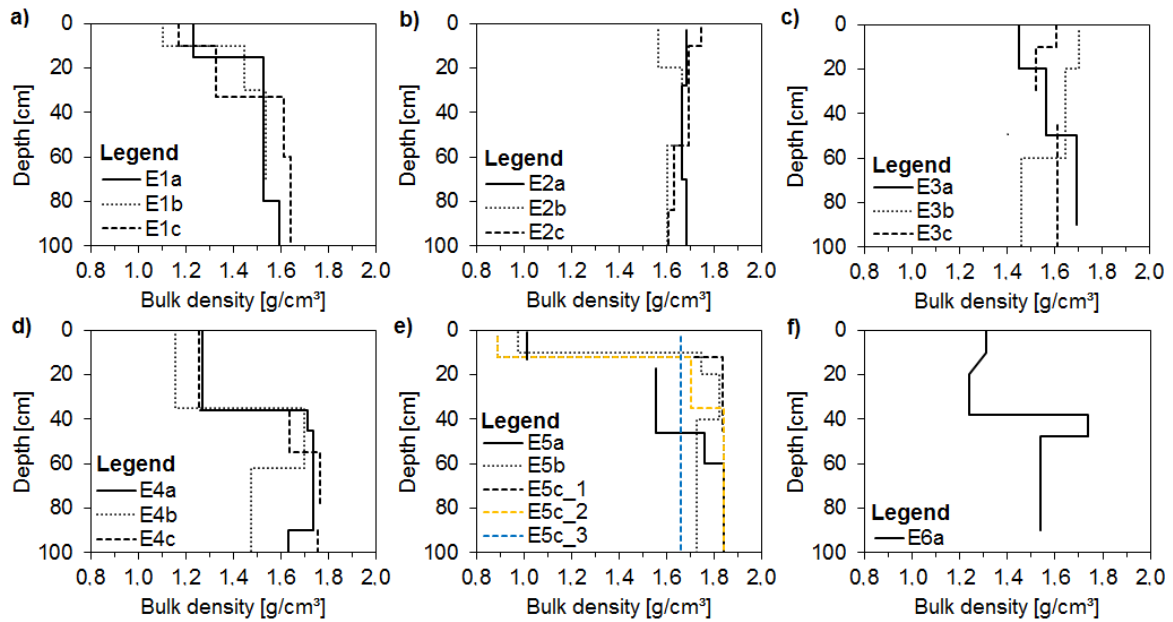 a)
0
20
40
60
80
100
Depth [cm]
Legend
E1a
E1b
E1c
0.8 1.0 1.2 1.4 1.6 1.8 2.0
Bulk density [g/cm³]
b)
0
20
40
60
80
100
Depth [cm]
Legend
E2a
E2b
E2c
0.8 1.0 1.2 1.4 1.6 1.8 2.0
Bulk density [g/cm³]
c)
0
20
40
60
80
100
Depth [cm]
Legend
E3a
E3b
E3c
0.8 1.0 1.2 1.4 1.6 1.8 2.0
Bulk density [g/cm³]
d)
0
20
40
60
80
100
Depth [cm]
Legend
E4a
E4b
E4c
0.8 1.0 1.2 1.4 1.6 1.8 2.0
Bulk density [g/cm³]
e)
0
20
40
60
80
100
Depth [cm]
Legend
E5a
E5b
E5c_1
E5c_2
E5c_3
0.8 1.0 1.2 1.4 1.6 1.8 2.0
Bulk density [g/cm³]
f)
0
20
40
60
80
100
Depth [cm]
Legend
E6a
0.8 1.0 1.2 1.4 1.6 1.8 2.0
Bulk density [g/cm³]